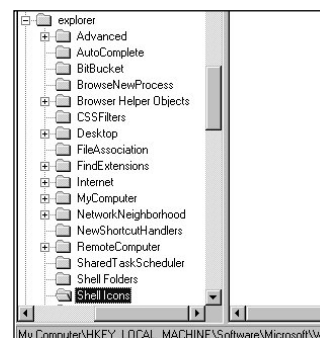 explorer
Advanced
AutoComplete
BitBucket
BrowseNewProcess
Browser Helper Objects
CSSFilters
Desktop
FileAssociation
FindExtensions
Internet
MyComputer
NetworkNeighborhood
NewShortcutHandlers
RemoteComputer
SharedTaskScheduler
Shell Folders
Shell Icons
My Computer\HKEY_LOCAL_MACHINE\Software\Microsoft\